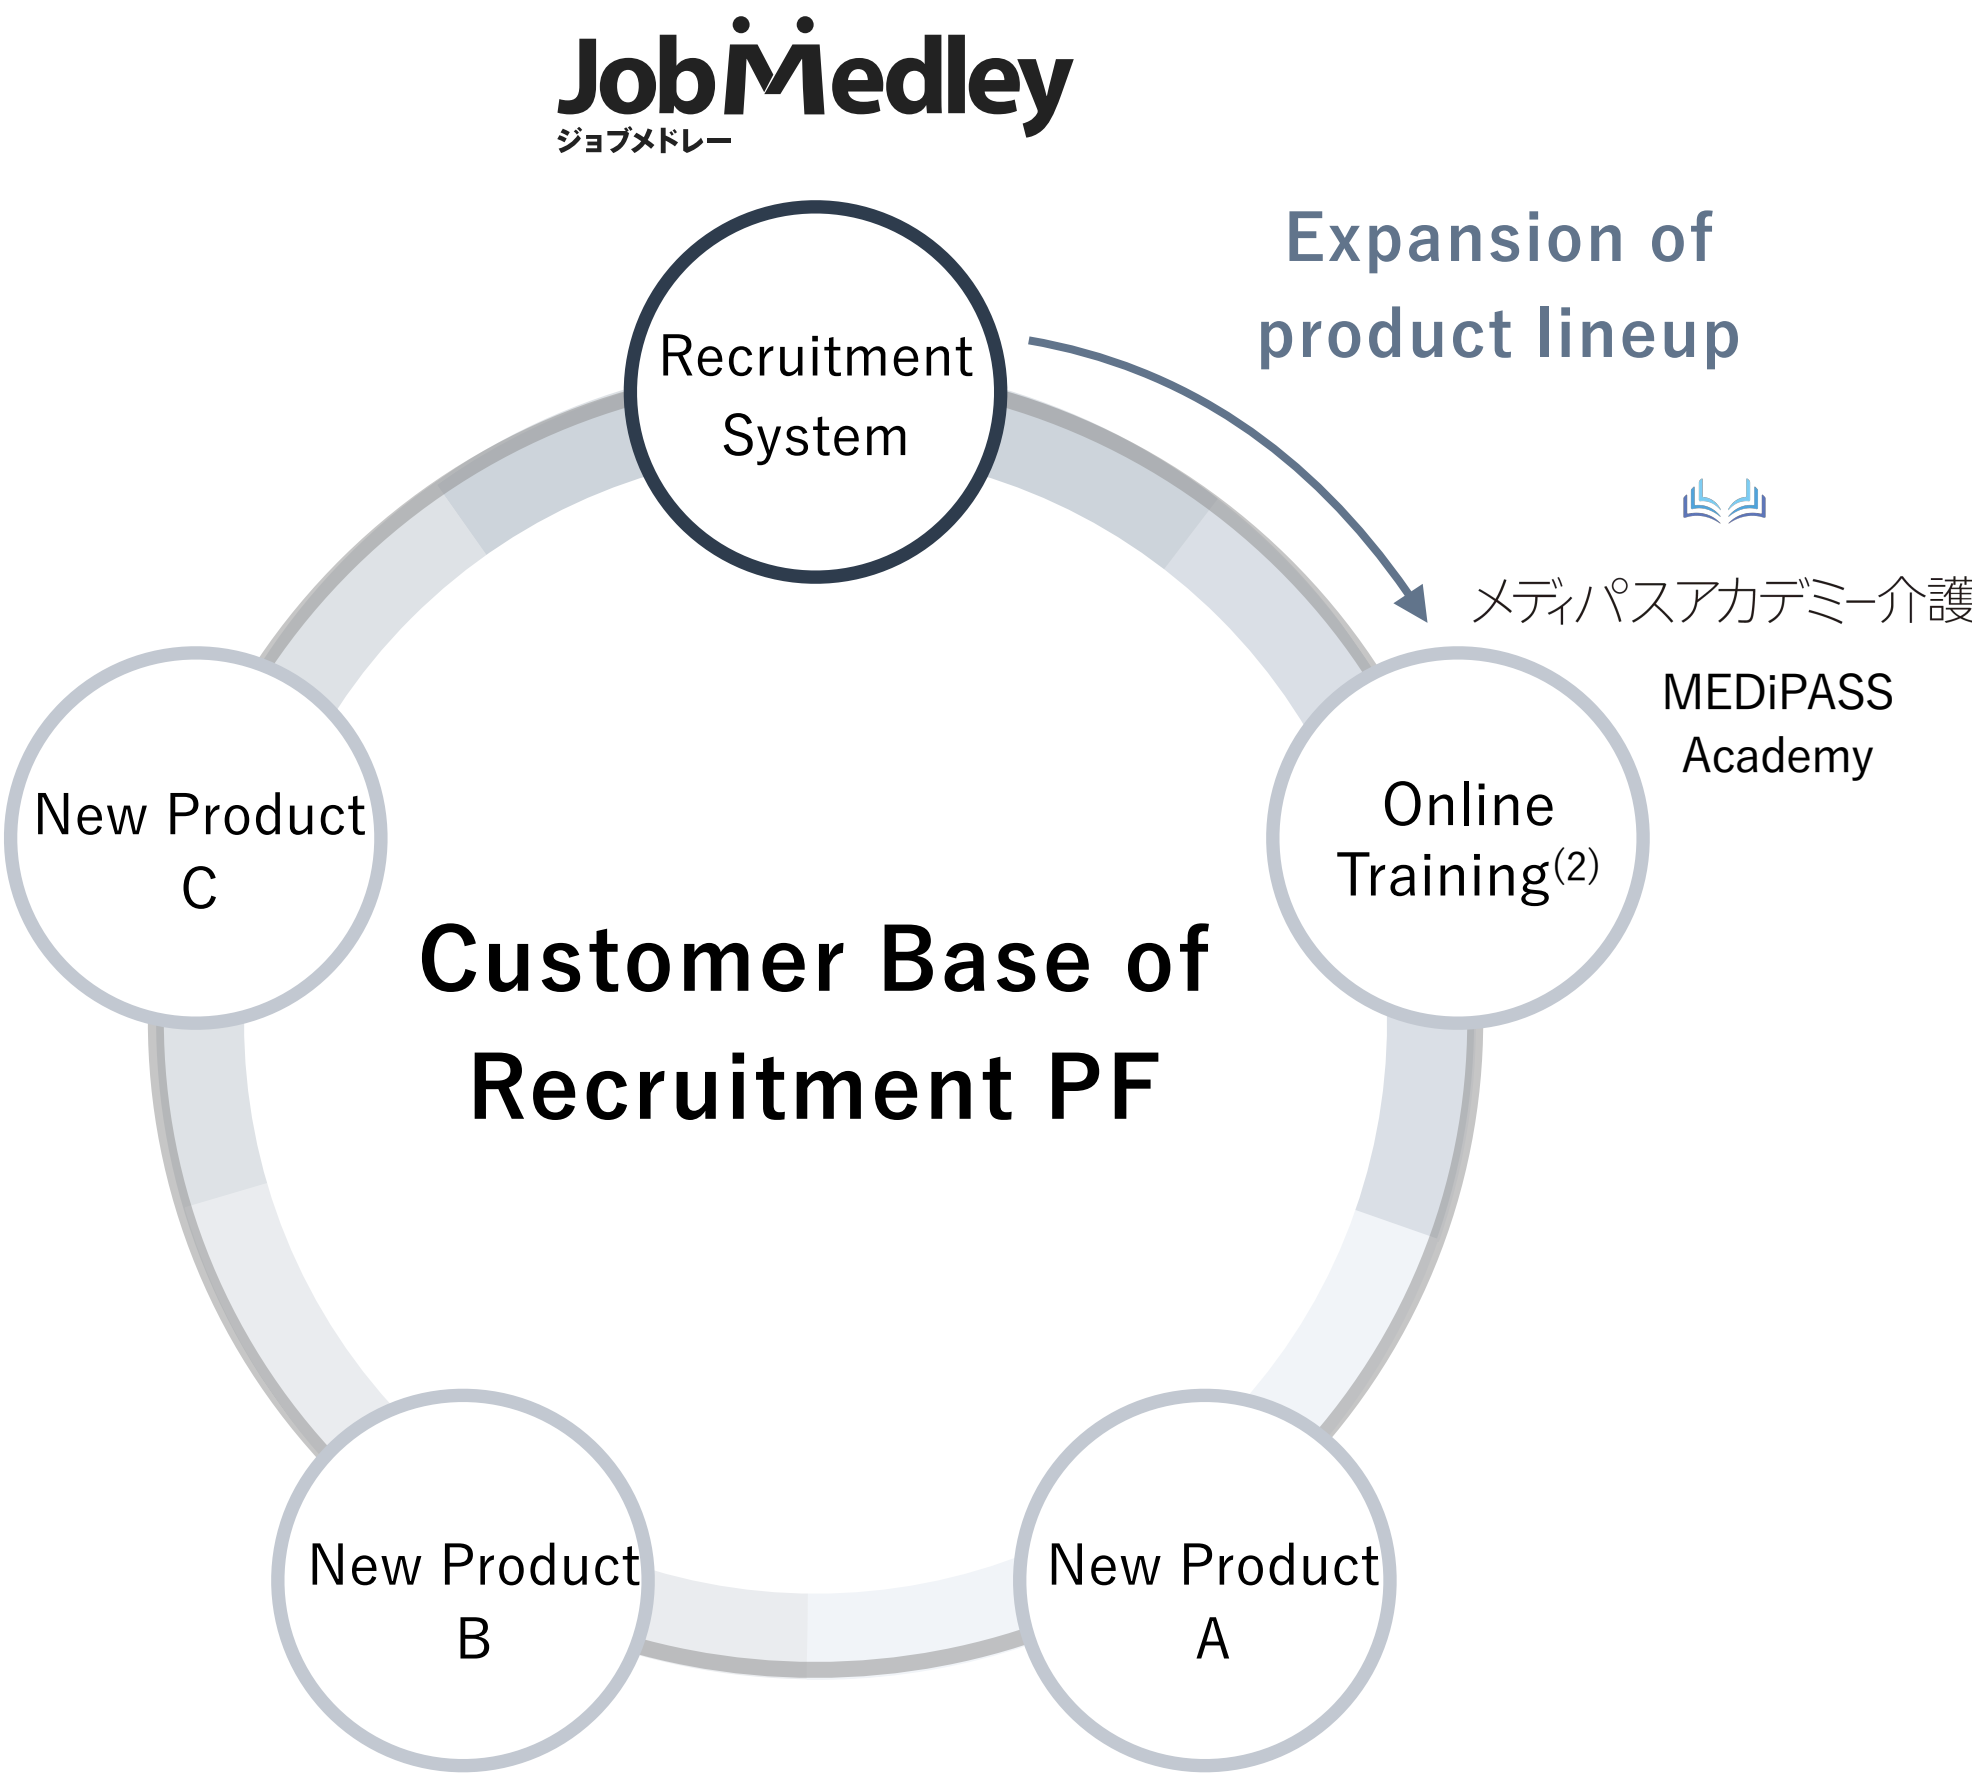 JobMedley
ジョブメドレー
Expansion of
product lineup
Recruitment
System
メディパスアカデミー介護
MEDiPASS
Academy
Online
Training(2)
New Product
C
Customer Base of
Recruitment PF
New Product
B
New Product
A